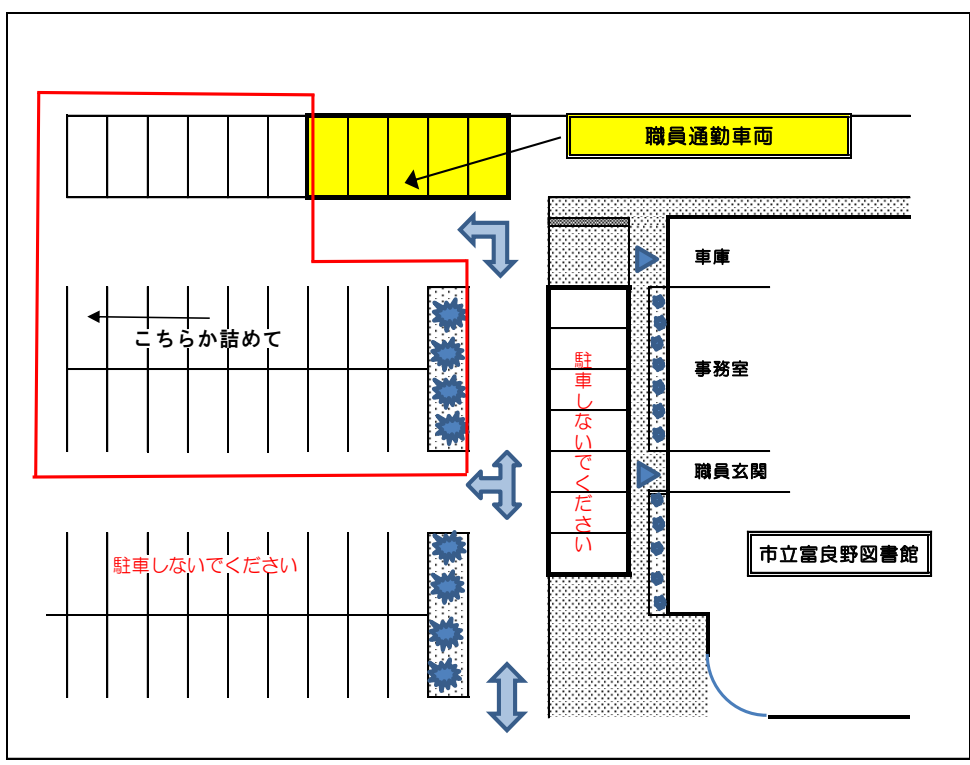 職員通勤車両
車庫
こちらか詰めて
事務室
駐車しないでください
職員玄関
市立富良野図書館
駐車しないでください